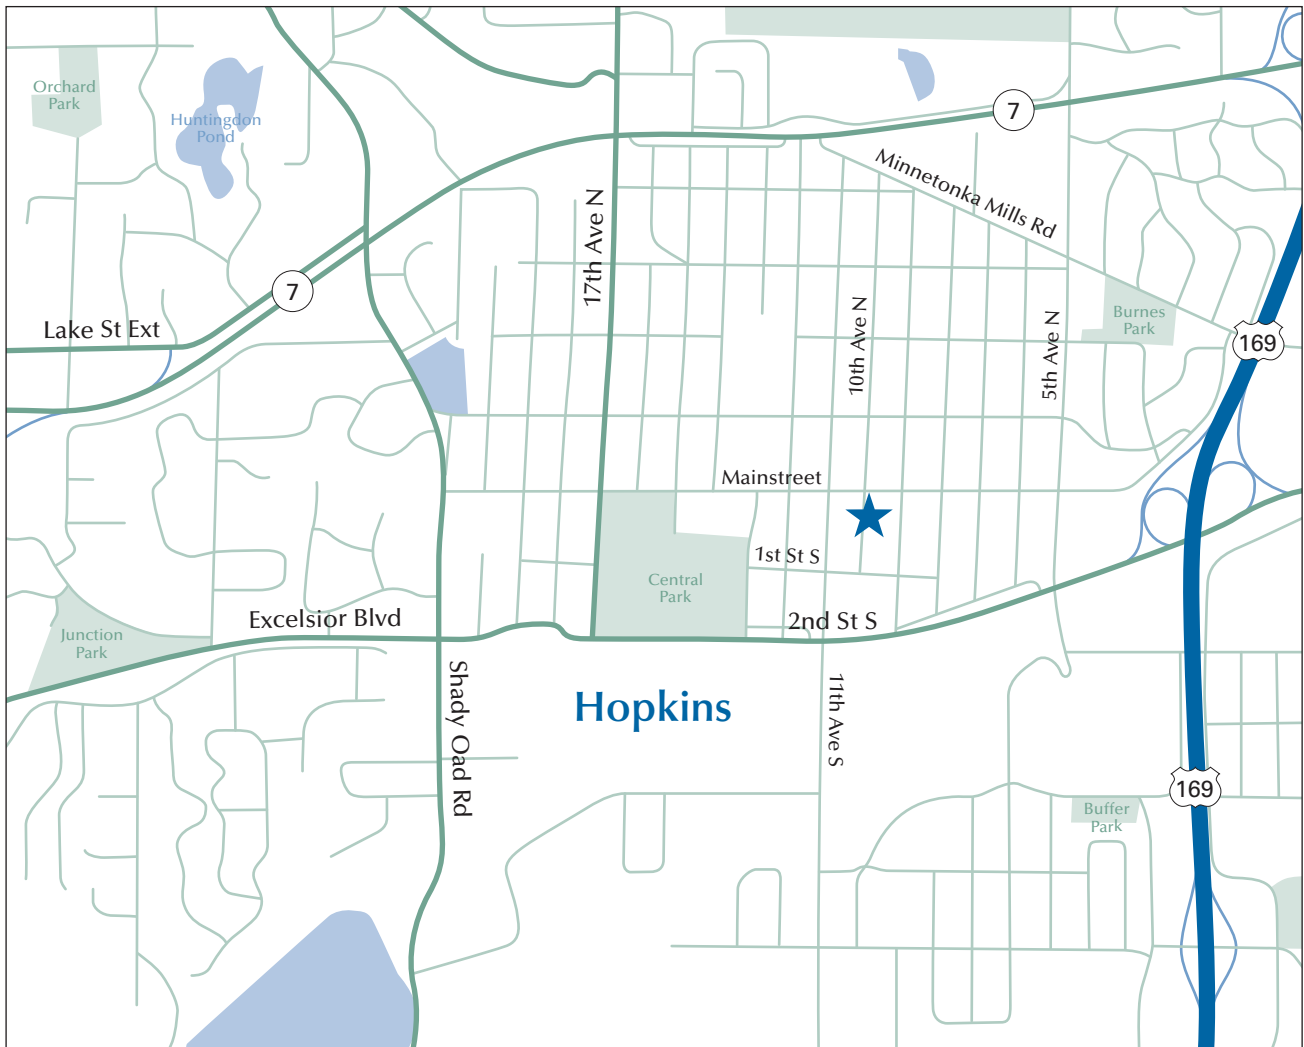 Orchard
Park
Huntingdon
Pond
7
Minnetonka Mills Rd
17th Ave N
7
Lake St Ext
10th Ave N
5th Ave N
Burnes
Park
169
Mainstreet
1st St S
Central
Park
Excelsior Blvd
2nd St S
Junction
Park
Shady Oad Rd
Hopkins
11th Ave S
169
Buffer
Park